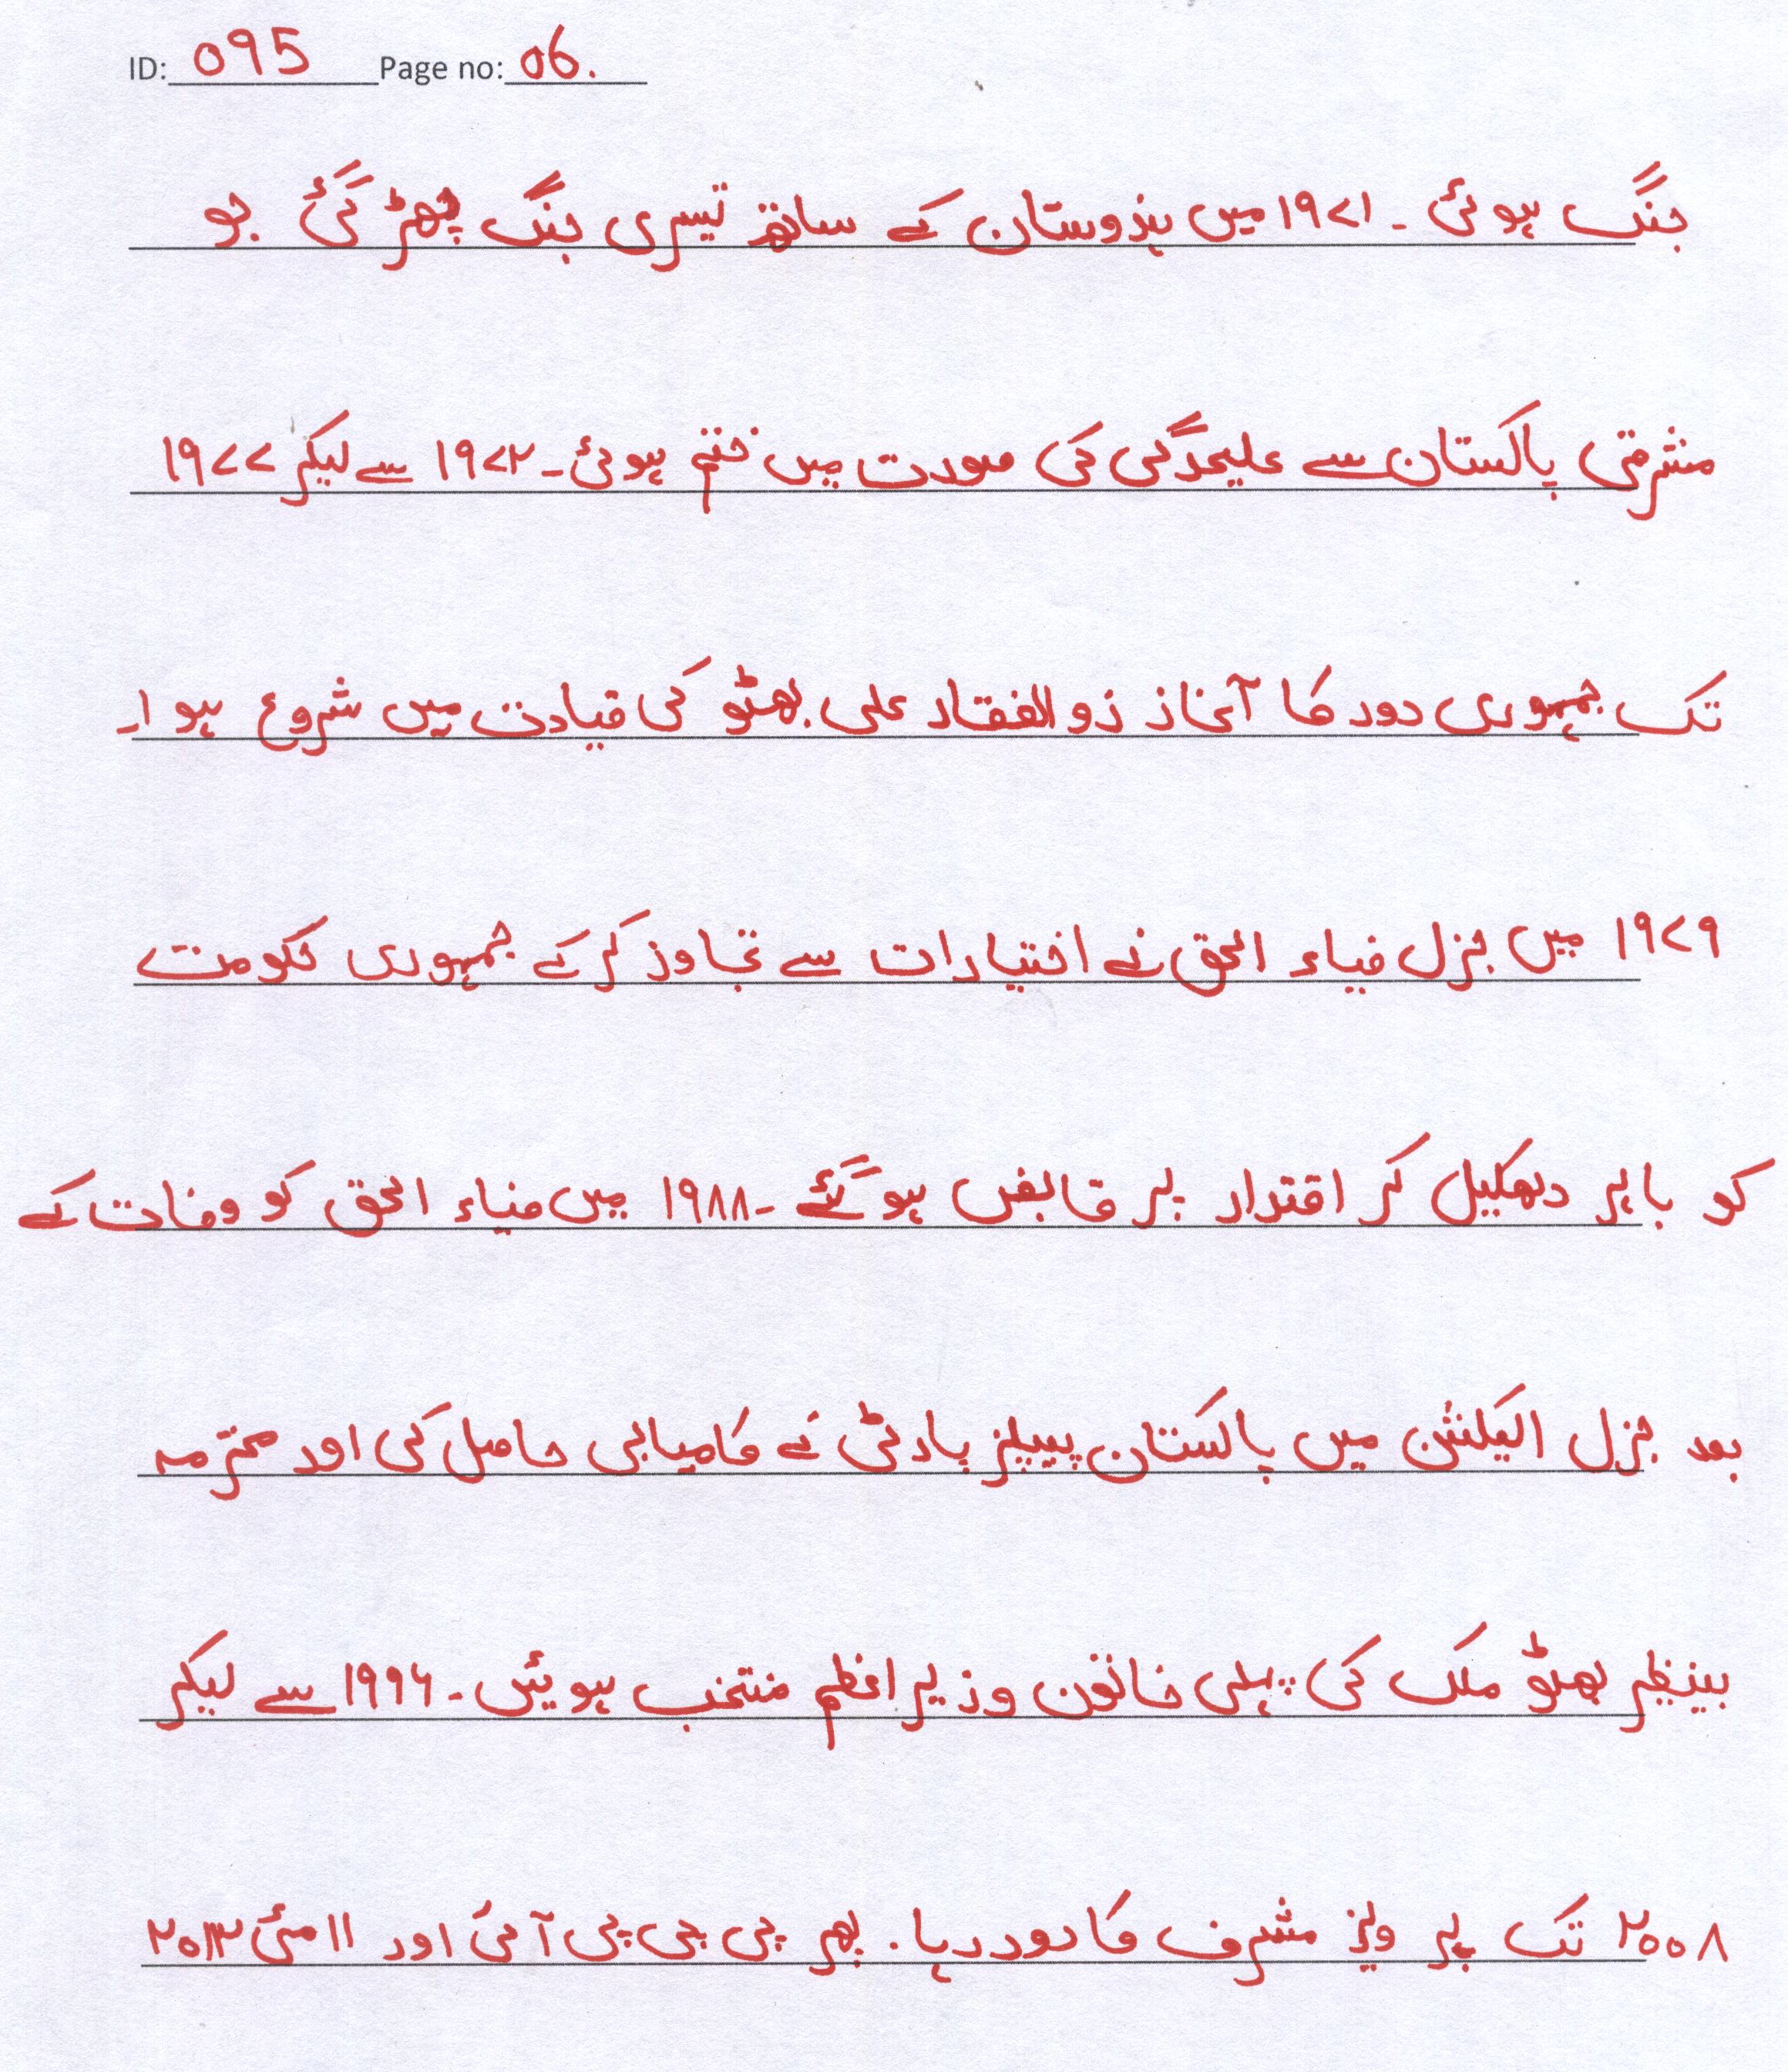 ID: 095 Page no: 06.
جنگ ہوئی ۔ ۱۹۷۱ میں ہندوستان کے ساتھ تیسری جنگ چھڑ گئی جو
مشرقی پاکستان سے علیحدگی کی صورت میں ختم ہوئی۔ ۱۹۷۲ سے لیکر ۱۹۷۷
تک جمہوری دور کا آغاز ذوالفقار علی بھٹو کی قیادت میں شروع ہوا۔
۱۹۷۹ میں جنرل ضیاء الحق نے اختیارات سے تجاوز کر کے جمہوری حکومت
کو باہر دھکیل کر اقتدار پر قابض ہو گئے ۔ ۱۹۸۸ میں ضیاء الحق کو وفات کے
بعد جنرل الیکشن میں پاکستان پیپلز پارٹی نے کامیابی حاصل کی اور محترمہ
بینظیر بھٹو ملک کی پہلی خاتون وزیر اعظم منتخب ہوئیں۔ ۱۹۹۶ سے لیکر
۲۰۰۸ تک پرویز مشرف کا دور رہا۔ پھر پی پی پی آئی اور ۱۱ مئی ۲۰۱۳